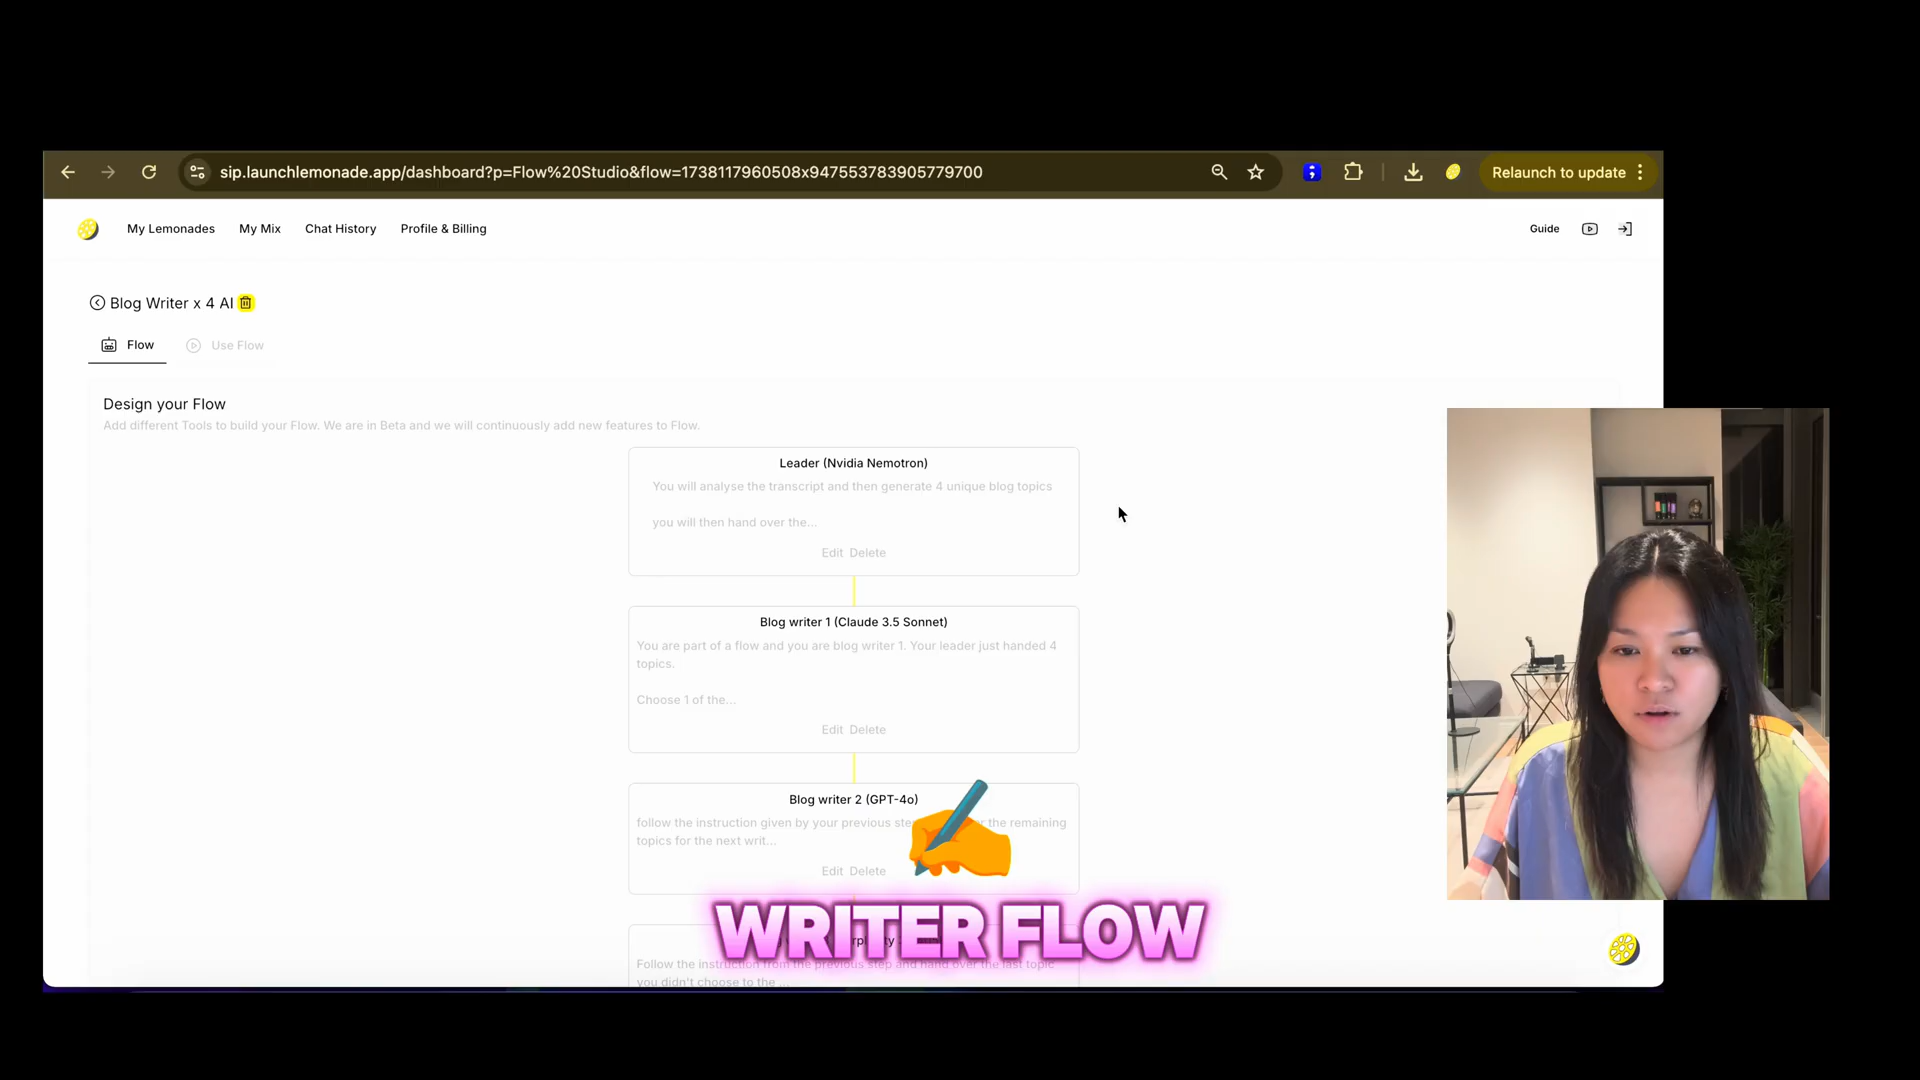 sip.launchlemonade.app/dashboard?p=Flow%20Studio&flow=1738117960508x947553783905779700
Relaunch to update
My Lemonades
My Mix
Chat History
Profile & Billing
Guide
Blog Writer x 4 AI
Flow
Use Flow
Design your Flow
Add different Tools to build your Flow. We are in Beta and we will continuously add new features to Flow.
Leader (Nvidia Nemotron)
You will analyse the transcript and then generate 4 unique blog topics
you will then hand over the...
Edit Delete
Blog writer 1 (Claude 3.5 Sonnet)
You are part of a flow and you are blog writer 1. Your leader just handed 4
topics.
Choose 1 of the...
Edit Delete
Blog writer 2 (GPT-4o)
follow the instruction given by your previous the remaining
topics for the next writ...
Edit Delete
WRITER FLOW
Follow the instruction from the previous step and hand over the last topic
you didn't choose to the ...